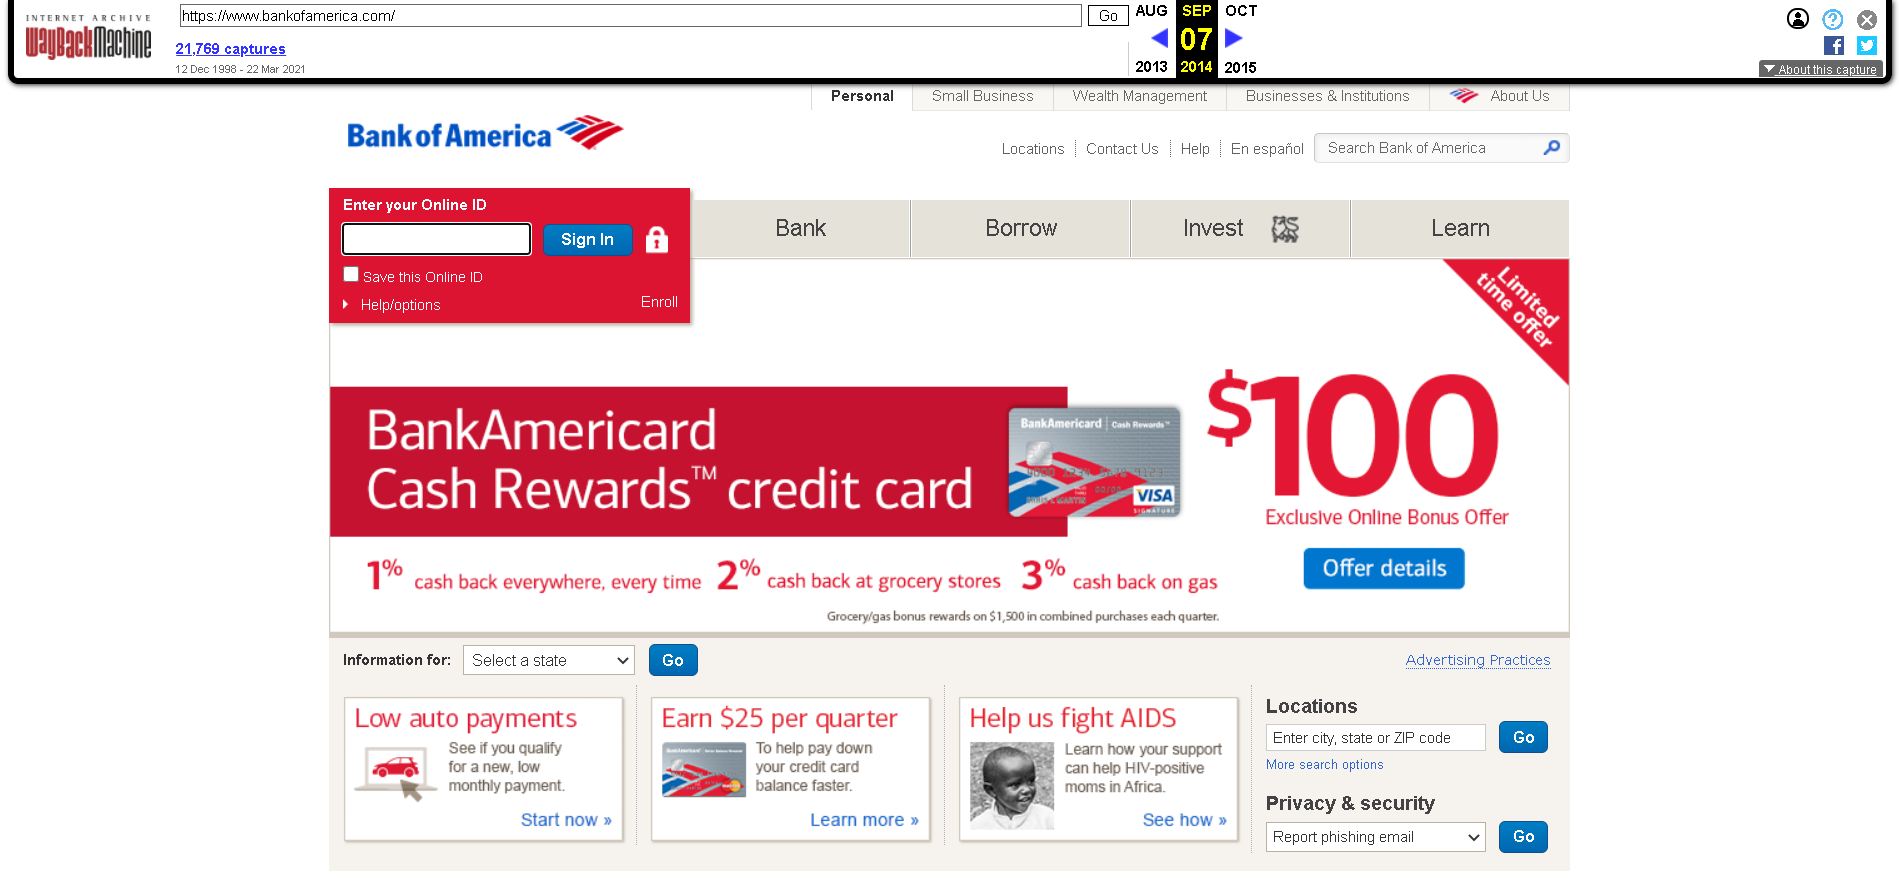 INTERNET ARCHIVE
WayBackMachine
https://www.bankofamerica.com/
Go
21,769 captures
12 Dec 1998 - 22 Mar 2021
AUG SEP OCT
07
2013 2014 2015
About this capture
Personal
Small Business
Wealth Management
Businesses & Institutions
About Us
Bank of America
Locations
Contact Us
Help
En español
Search Bank of America
Enter your Online ID
Sign In
Save this Online ID
Help/options
Enroll
Bank
Borrow
Invest
Learn
Limited
time offer
BankAmericard
Cash Rewards™ credit card
BankAmericard Cash Rewards™
VISA
SIGNATURE
$100
Exclusive Online Bonus Offer
Offer details
1% cash back everywhere, every time 2% cash back at grocery stores 3% cash back on gas
Grocery/gas bonus rewards on $1,500 in combined purchases each quarter.
Information for:
Select a state
Go
Advertising Practices
Low auto payments
See if you qualify
for a new, low
monthly payment.
Start now »
Earn $25 per quarter
To help pay down
your credit card
balance faster.
Learn more »
Help us fight AIDS
Learn how your support
can help HIV-positive
moms in Africa.
See how »
Locations
Enter city, state or ZIP code
Go
More search options
Privacy & security
Report phishing email
Go